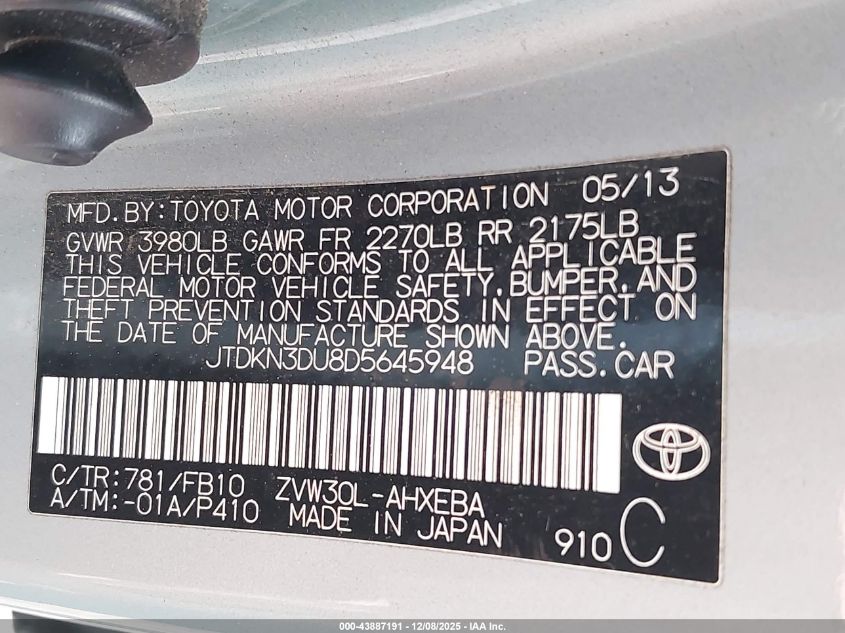 MFD.BY:TOYOTA MOTOR CORPORATION 05/13
GVWR 3980LB GAWR FR 2270LB RR 2175LB
THIS VEHICLE CONFORMS TO ALL APPLICABLE
FEDERAL MOTOR VEHICLE SAFETY,BUMPER,AND
THEFT PREVENTION STANDARDS IN EFFECT ON
THE DATE OF MANUFACTURE SHOWN ABOVE.
JTDKN3DU8D5645948 PASS.CAR
C/TR:781/FB10 ZVW30L-AHXEBA
A/TM:-01A/P410 MADE IN JAPAN 910 C
000-43887191 - 12/08/2025 - IAA Inc.